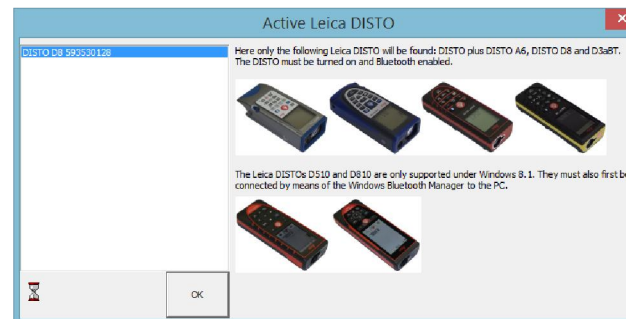 Active Leica DISTO
DISTO D8 593530128
Here only the following Leica DISTO will be found: DISTO plus DISTO A6, DISTO D8 and D3aBT.
The DISTO must be turned on and Bluetooth enabled.
The Leica DISTOs D510 and D810 are only supported under Windows 8.1. They must also first be
connected by means of the Windows Bluetooth Manager to the PC.
OK